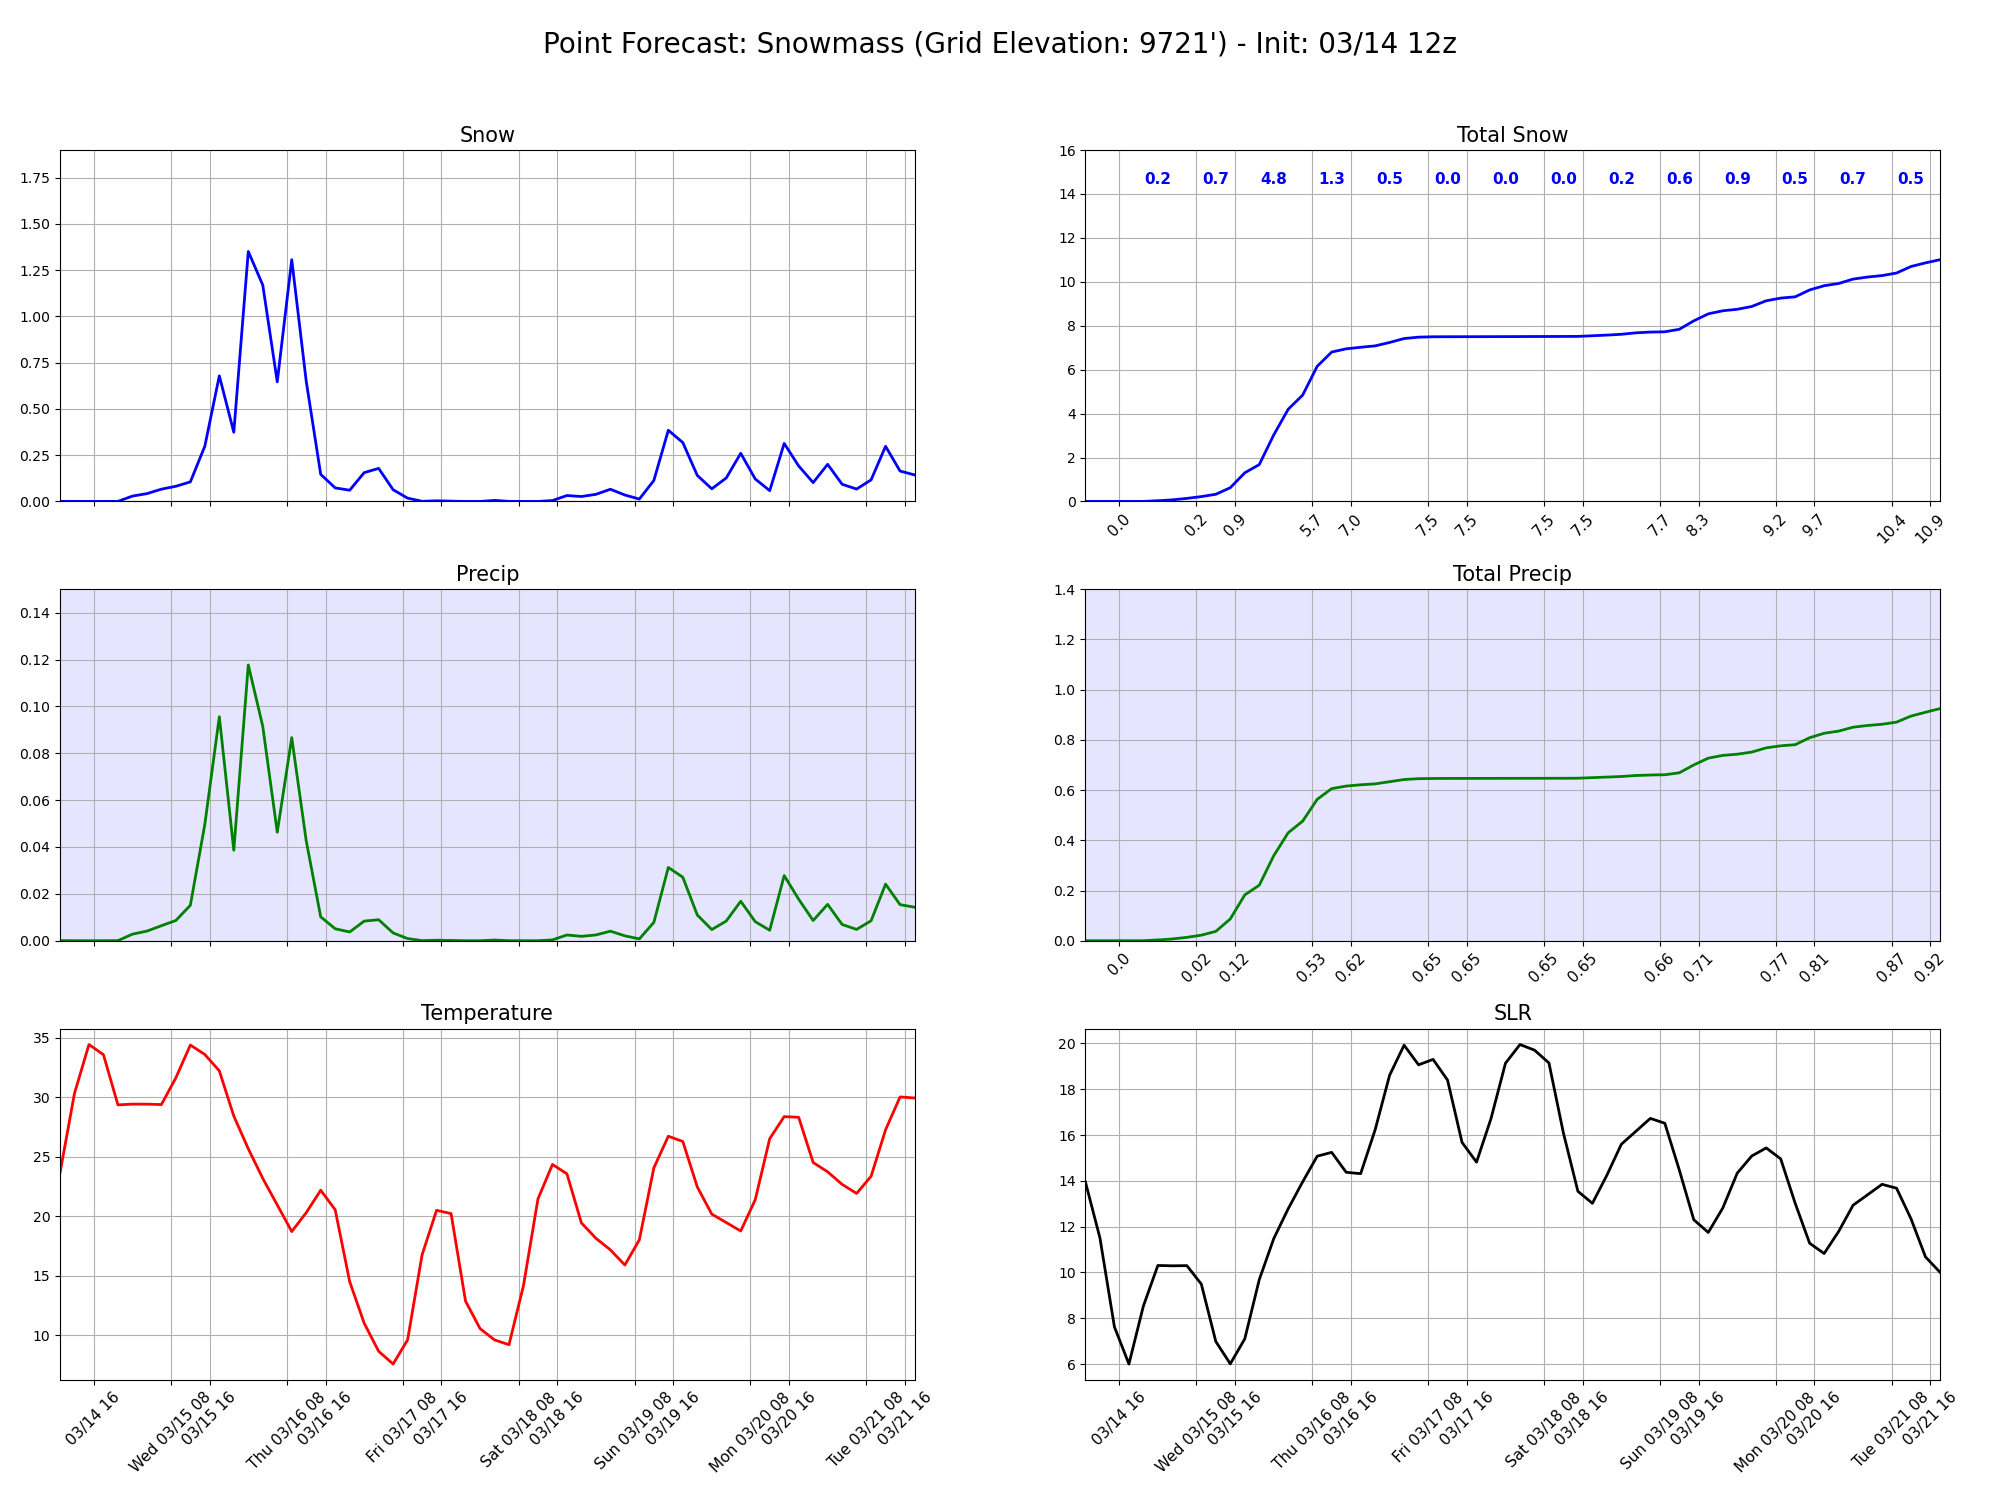 Point Forecast: Snowmass (Grid Elevation: 9721') - Init: 03/14 12z
Snow
1.75
1.50
1.25
1.00
0.75
0.50
0.25
0.00
Total Snow
16
14
12
10
8
6
4
2
0
0.2 0.7 4.8 1.3 0.5 0.0 0.0 0.0 0.2 0.6 0.9 0.5 0.7 0.5
0.0 0.2 0.9 5.7 7.0 7.5 7.5 7.5 7.5 7.7 8.3 9.2 9.7 10.4 10.9
Precip
0.14
0.12
0.10
0.08
0.06
0.04
0.02
0.00
Total Precip
1.4
1.2
1.0
0.8
0.6
0.4
0.2
0.0
0.0 0.02 0.12 0.53 0.62 0.65 0.65 0.65 0.65 0.66 0.71 0.77 0.81 0.87 0.92
Temperature
35
30
25
20
15
10
03/14 16
Wed 03/15 08
03/15 16
Thu 03/16 08
03/16 16
Fri 03/17 08
03/17 16
Sat 03/18 08
03/18 16
Sun 03/19 08
03/19 16
Mon 03/20 08
03/20 16
Tue 03/21 08
03/21 16
SLR
20
18
16
14
12
10
8
6
03/14 16
Wed 03/15 08
03/15 16
Thu 03/16 08
03/16 16
Fri 03/17 08
03/17 16
Sat 03/18 08
03/18 16
Sun 03/19 08
03/19 16
Mon 03/20 08
03/20 16
Tue 03/21 08
03/21 16